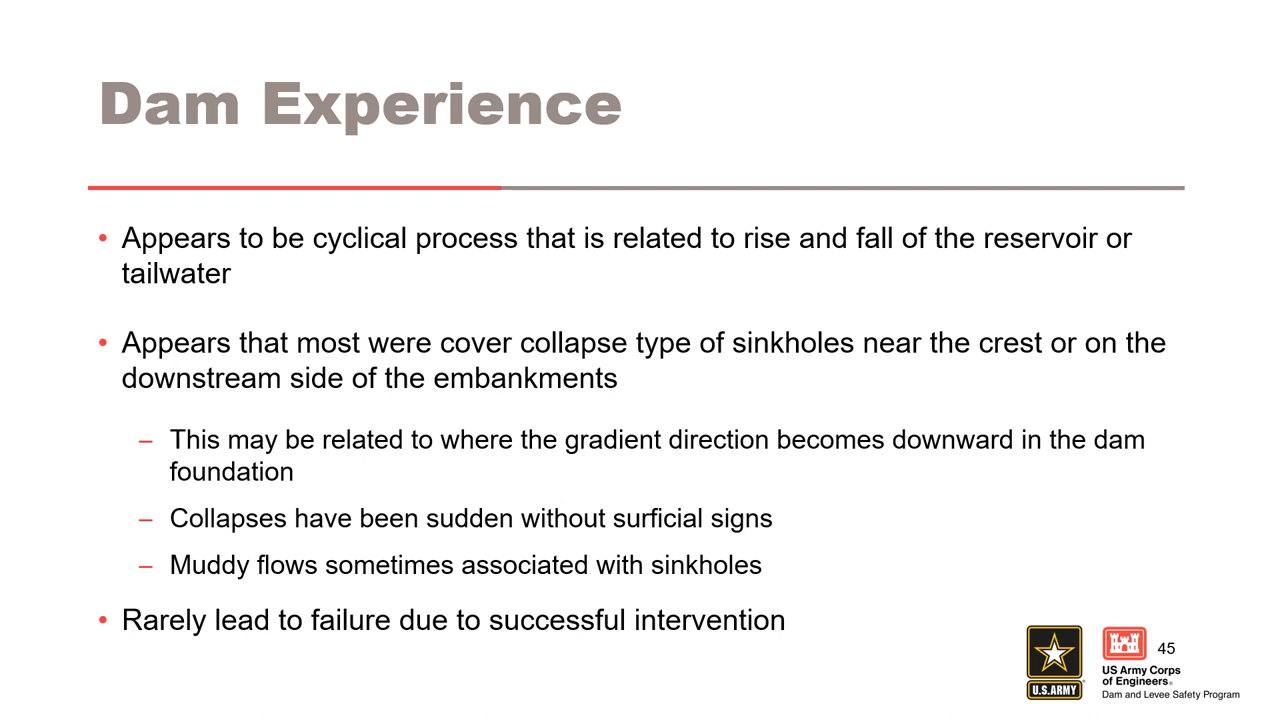 Dam Experience
• Appears to be cyclical process that is related to rise and fall of the reservoir or
tailwater
• Appears that most were cover collapse type of sinkholes near the crest or on the
downstream side of the embankments
– This may be related to where the gradient direction becomes downward in the dam
foundation
– Collapses have been sudden without surficial signs
– Muddy flows sometimes associated with sinkholes
• Rarely lead to failure due to successful intervention
45
U.S.ARMY
US Army Corps
of Engineers®
Dam and Levee Safety Program